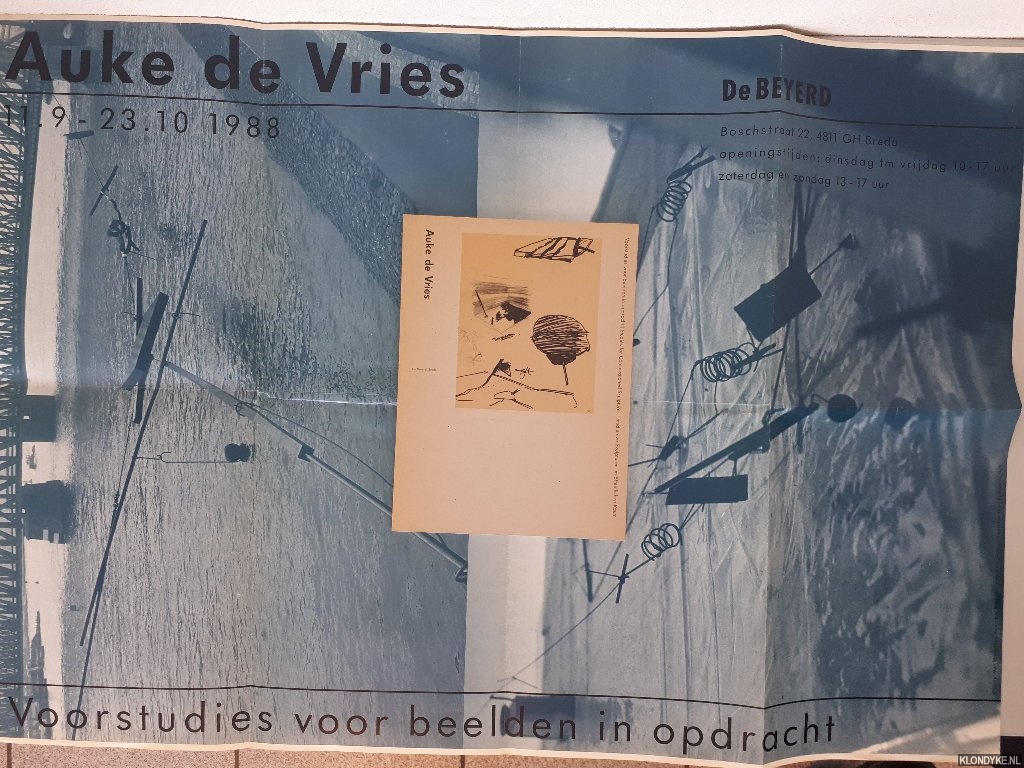 Auke de Vries
11.9 - 23.10 1988
De BEYERD
Boschstraat 22, 4811 GH Breda
openingstijden: dinsdag tm vrijdag 10-17 uur
zaterdag en zondag 13-17 uur
Auke de Vries
Voorstudies voor beelden in opdracht
KLONDYKE.NL